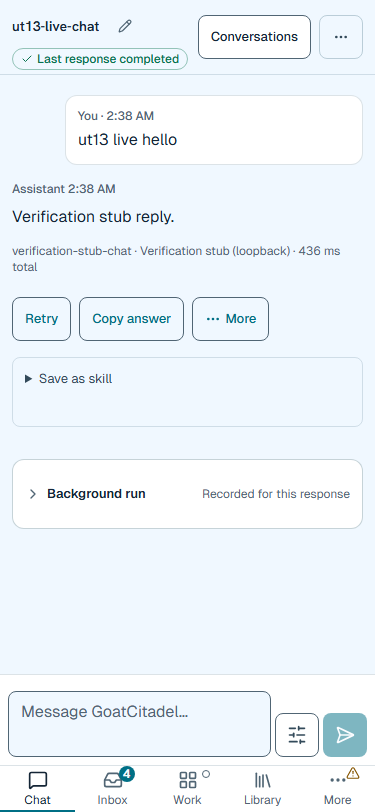 ut13-live-chat
Conversations
...
Last response completed
You · 2:38 AM
ut13 live hello
Assistant 2:38 AM
Verification stub reply.
verification-stub-chat · Verification stub (loopback) · 436 ms
total
Retry
Copy answer
··· More
Save as skill
Background run
Recorded for this response
Message GoatCitadel...
4
Chat
Inbox
Work
Library
More